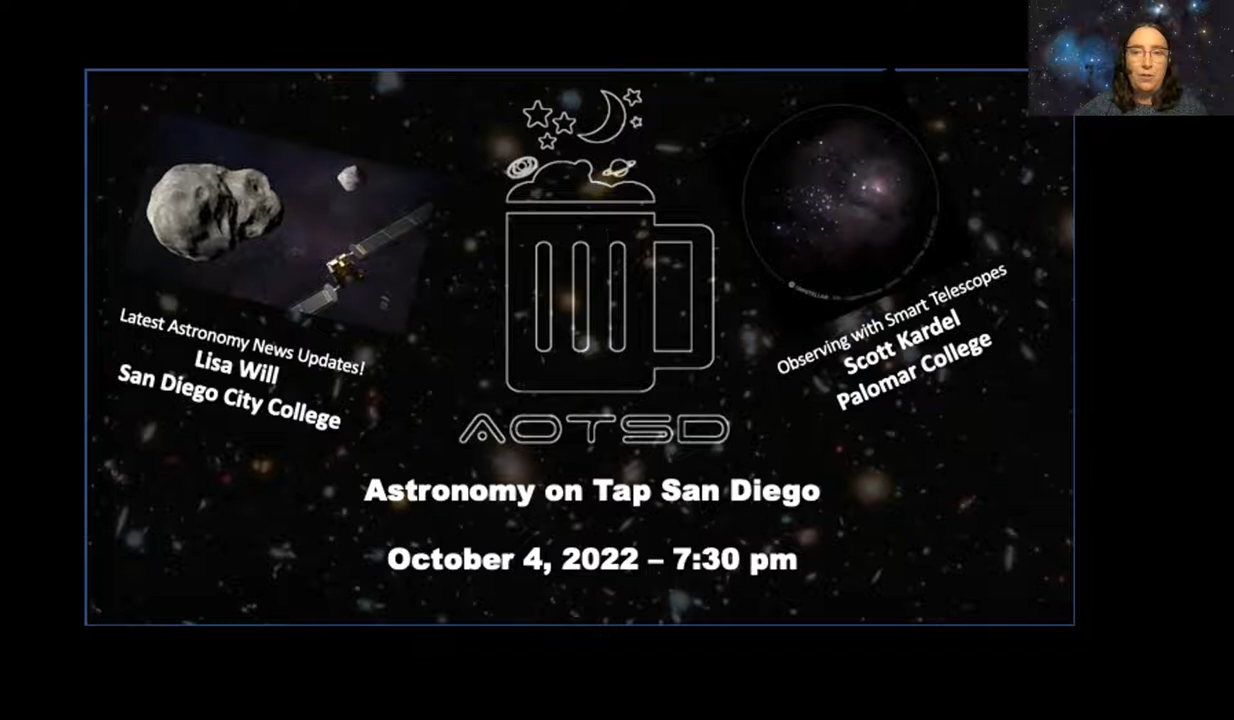 Latest Astronomy News Updates!
Lisa Will
San Diego City College
AOTSD
Observing with Smart Telescopes
Scott Kardel
Palomar College
Astronomy on Tap San Diego
October 4, 2022 – 7:30 pm